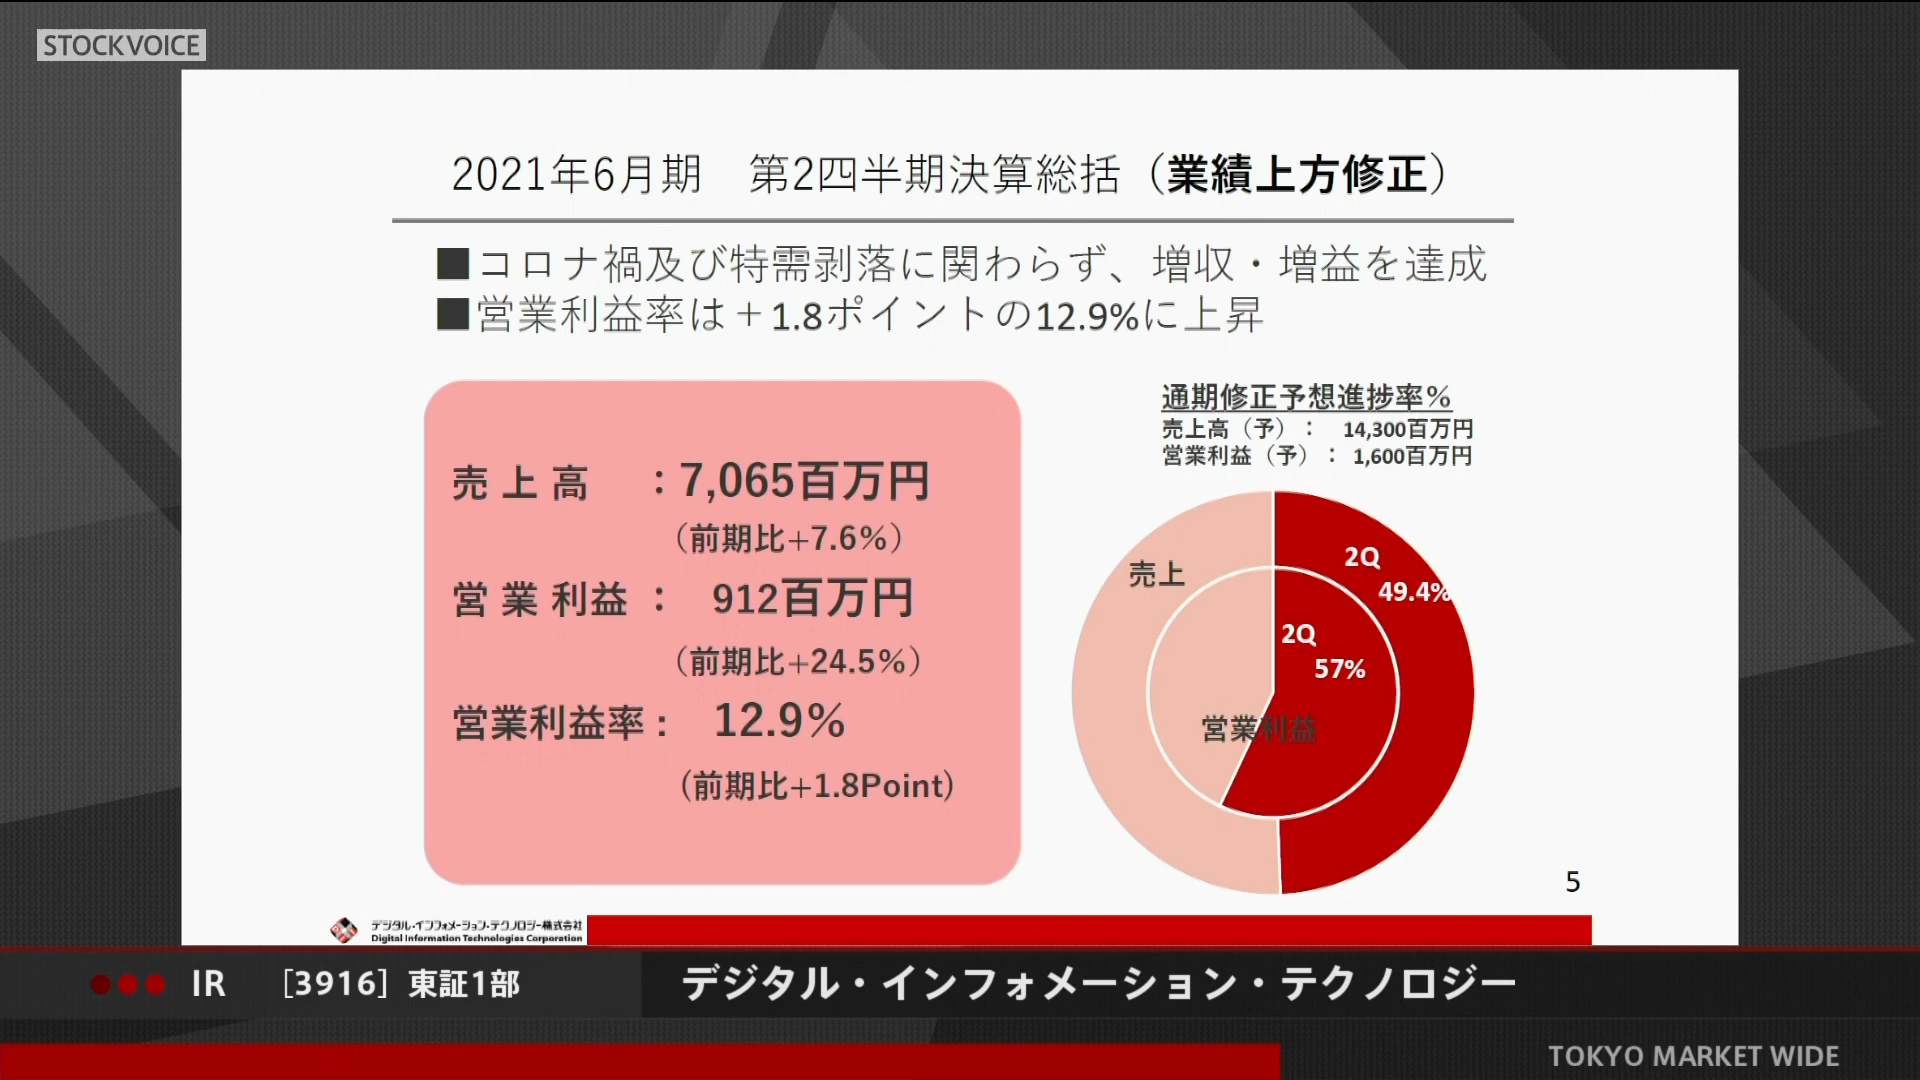 STOCKVOICE
2021年6月期　第2四半期決算総括（業績上方修正）
■コロナ禍及び特需剥落に関わらず、増収・増益を達成
■営業利益率は＋1.8ポイントの12.9%に上昇
売 上 高　：7,065百万円
（前期比+7.6%）
営 業 利益 ：　912百万円
（前期比+24.5%）
営業利益率：　12.9%
(前期比+1.8Point)
通期修正予想進捗率%
売上高（予）：　14,300百万円
営業利益（予）： 1,600百万円
売上
2Q
49.4%
2Q
57%
営業利益
5
デジタル・インフォメーション・テクノロジー株式会社
Digital Information Technologies Corporation
IR　[3916] 東証1部　デジタル・インフォメーション・テクノロジー
TOKYO MARKET WIDE